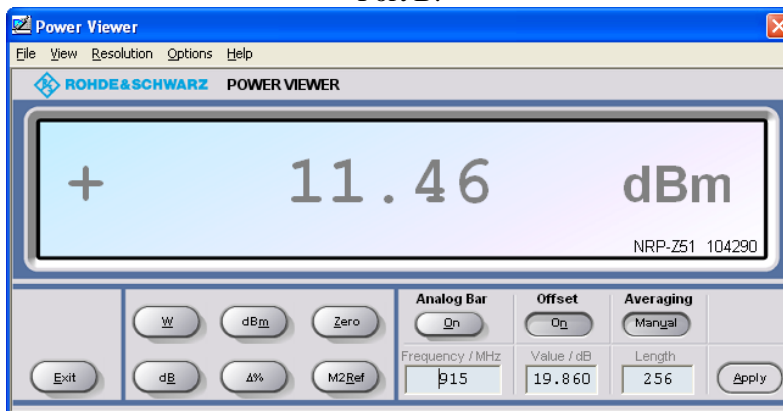 Power Viewer
File View Resolution Options Help
ROHDE&SCHWARZ POWER VIEWER
+ 11.46 dBm
NRP-Z51 104290
Analog Bar Offset Averaging
W dBm Zero On On Manual
Frequency / MHz Value / dB Length
Exit dB Δ% M2Ref 915 19.860 256 Apply